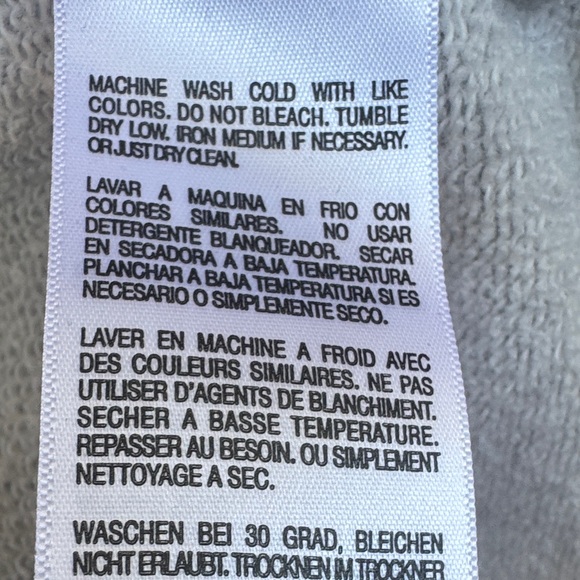 MACHINE WASH COLD WITH LIKE
COLORS. DO NOT BLEACH. TUMBLE
DRY LOW. IRON MEDIUM IF NECESSARY.
OR JUST DRY CLEAN.
LAVAR A MAQUINA EN FRIO CON
COLORES SIMILARES. NO USAR
DETERGENTE BLANQUEADOR. SECAR
EN SECADORA A BAJA TEMPERATURA.
PLANCHAR A BAJA TEMPERATURA SI ES
NECESARIO O SIMPLEMENTE SECO.
LAVER EN MACHINE A FROID AVEC
DES COULEURS SIMILAIRES. NE PAS
UTILISER D'AGENTS DE BLANCHIMENT.
SECHER A BASSE TEMPERATURE.
REPASSER AU BESOIN. OU SIMPLEMENT
NETTOYAGE A SEC.
WASCHEN BEI 30 GRAD, BLEICHEN
NICHT ERLAUBT. TROCKNEN IM TROCKNER